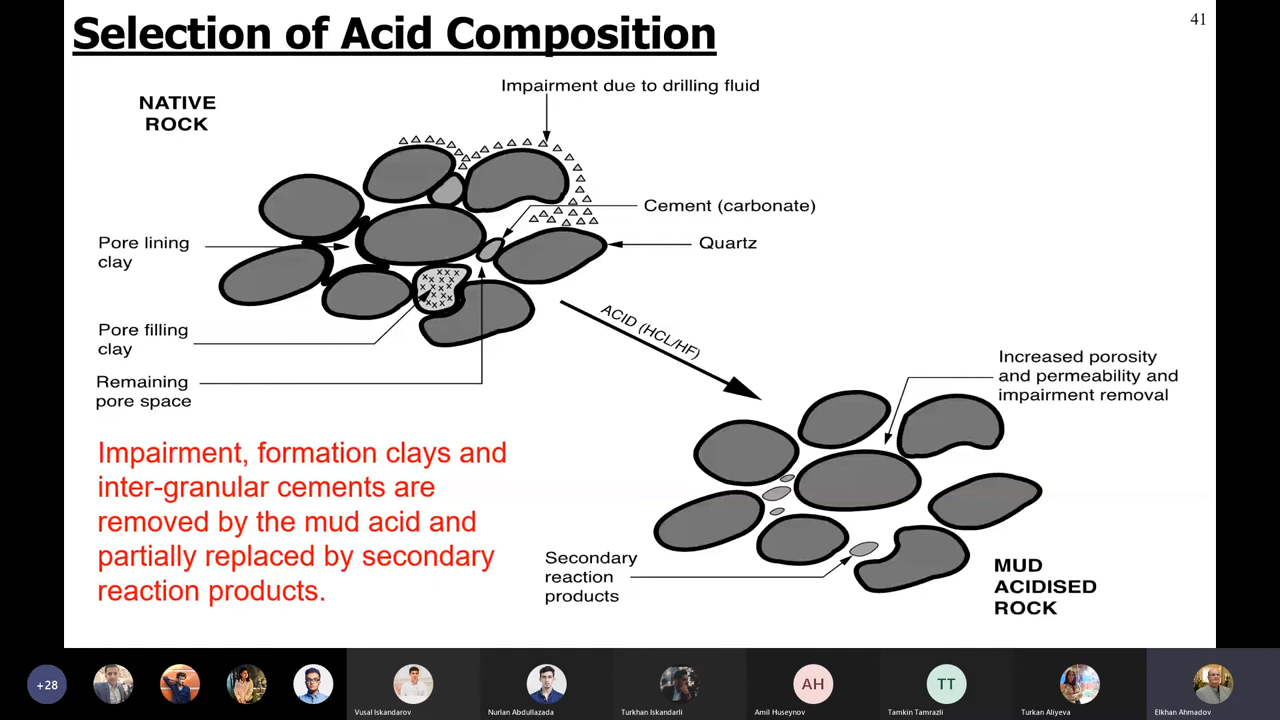 Selection of Acid Composition
41
Impairment due to drilling fluid
NATIVE
ROCK
Cement (carbonate)
Quartz
Pore lining
clay
Pore filling
clay
Remaining
pore space
ACID (HCL/HF)
Increased porosity
and permeability and
impairment removal
Impairment, formation clays and
inter-granular cements are
removed by the mud acid and
partially replaced by secondary
reaction products.
Secondary
reaction
products
MUD
ACIDISED
ROCK
+28
AH
TT
Vusal Iskandarov
Nurlan Abdullazada
Turkhan Iskandarli
Amil Huseynov
Tamkin Tamrazli
Turkan Aliyeva
Elkhan Ahmadov